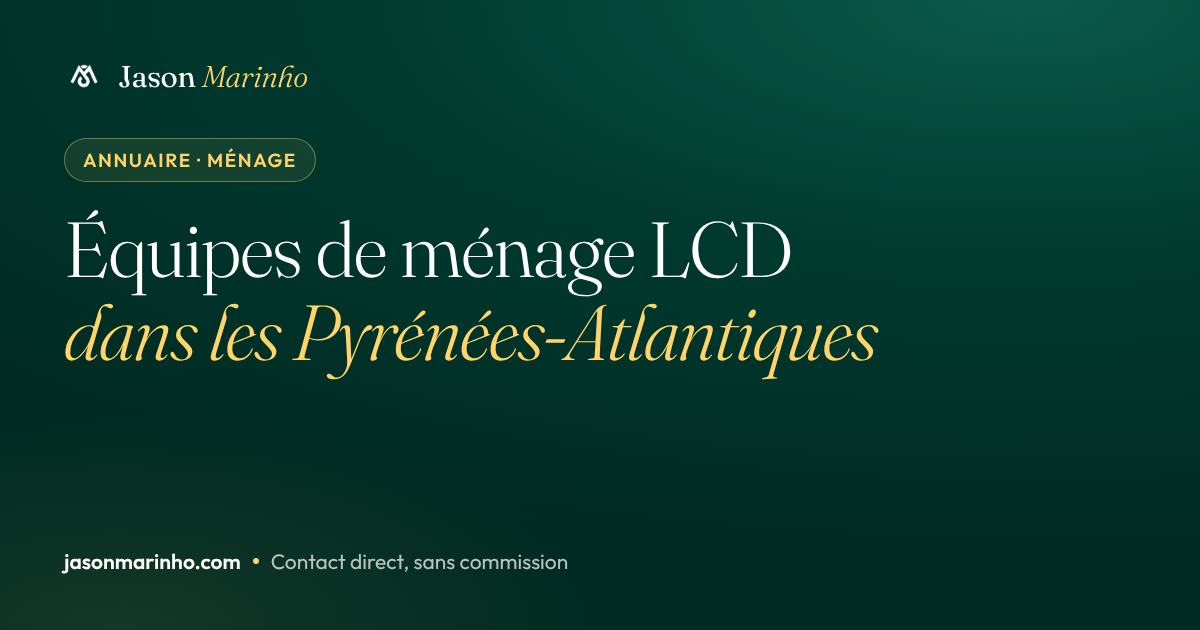 Jason Marinho
ANNUAIRE · MÉNAGE
Équipes de ménage LCD
dans les Pyrénées-Atlantiques
jasonmarinho.com • Contact direct, sans commission